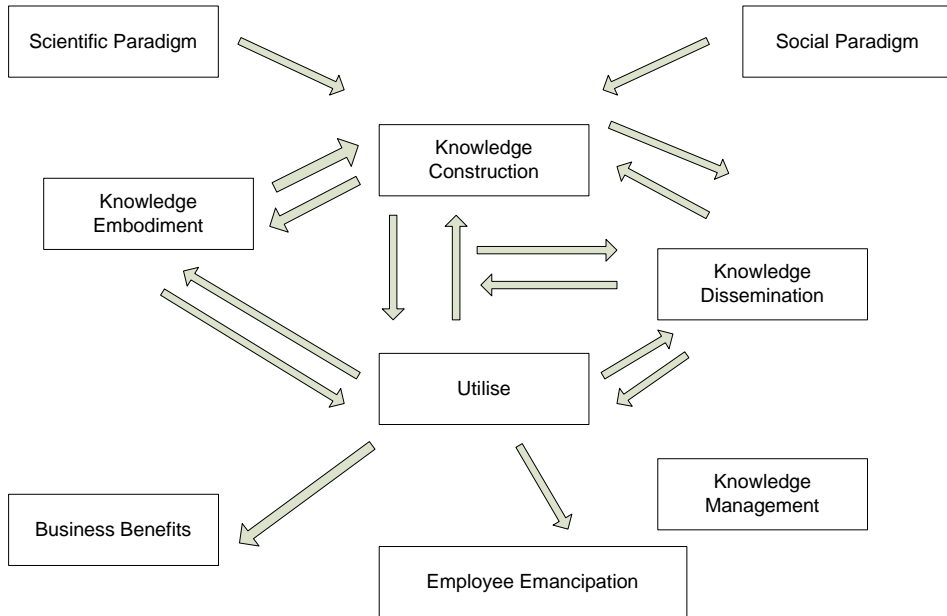 Scientific Paradigm
Social Paradigm
Knowledge
Construction
Knowledge
Embodiment
Knowledge
Dissemination
Utilise
Knowledge
Management
Business Benefits
Employee Emancipation